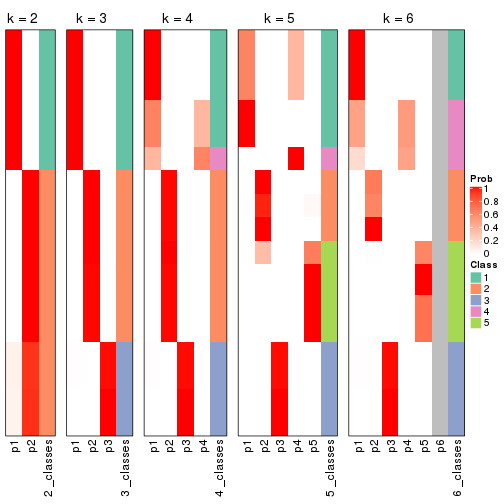 k = 2
k = 3
k = 4
k = 5
k = 6
Prob
1
0.8
0.6
0.4
0.2
0
Class
1
2
3
4
5
p1
p2
2_classes
p1
p2
p3
3_classes
p1
p2
p3
p4
4_classes
p1
p2
p3
p4
p5
5_classes
p1
p2
p3
p4
p5
p6
6_classes